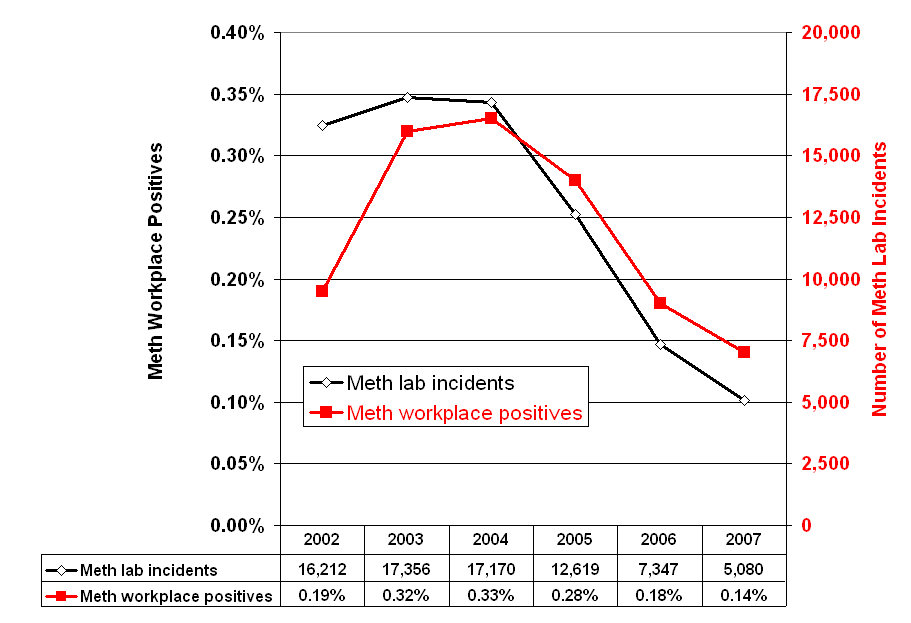 0.40%
0.35%
0.30%
0.25%
0.20%
0.15%
0.10%
0.05%
0.00%
Meth Workplace Positives
20,000
17,500
15,000
12,500
10,000
7,500
5,000
2,500
0
Number of Meth Lab Incidents
Meth lab incidents
Meth workplace positives
2002 2003 2004 2005 2006 2007
Meth lab incidents 16,212 17,356 17,170 12,619 7,347 5,080
Meth workplace positives 0.19% 0.32% 0.33% 0.28% 0.18% 0.14%